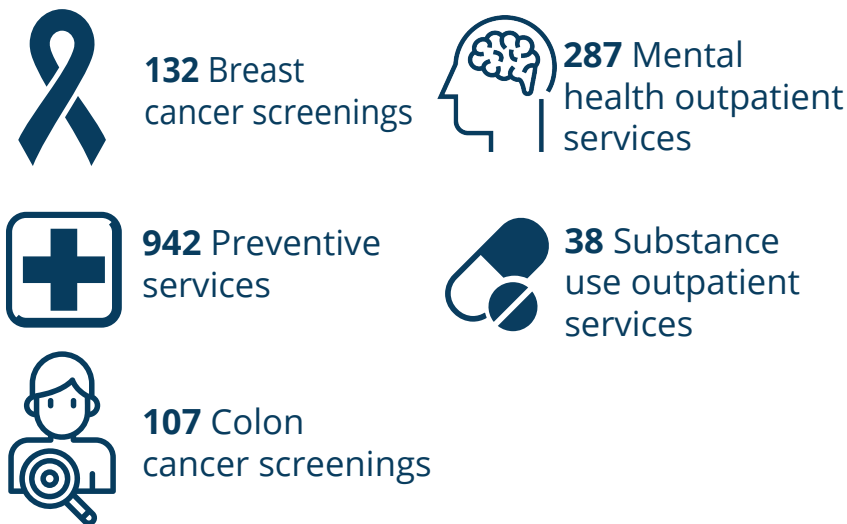 132 Breast
cancer screenings
287 Mental
health outpatient
services
942 Preventive
services
38 Substance
use outpatient
services
107 Colon
cancer screenings